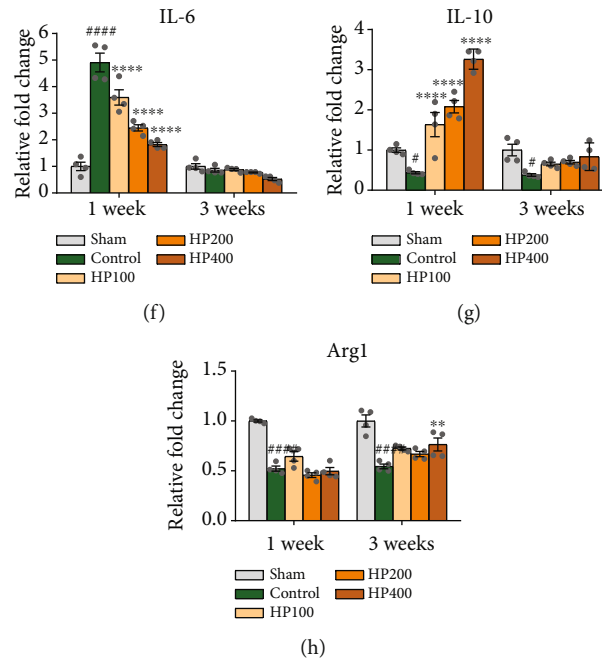 IL-6
Relative fold change
6
5
4
3
2
1
0
####
****
****
****
1 week
3 weeks
Sham
HP200
Control
HP400
HP100
(f)
IL-10
Relative fold change
4
3
2
1
0
#
****
****
****
#
1 week
3 weeks
Sham
HP200
Control
HP400
HP100
(g)
Arg1
Relative fold change
1.5
1.0
0.5
0.0
####
####
**
1 week
3 weeks
Sham
HP200
Control
HP400
HP100
(h)